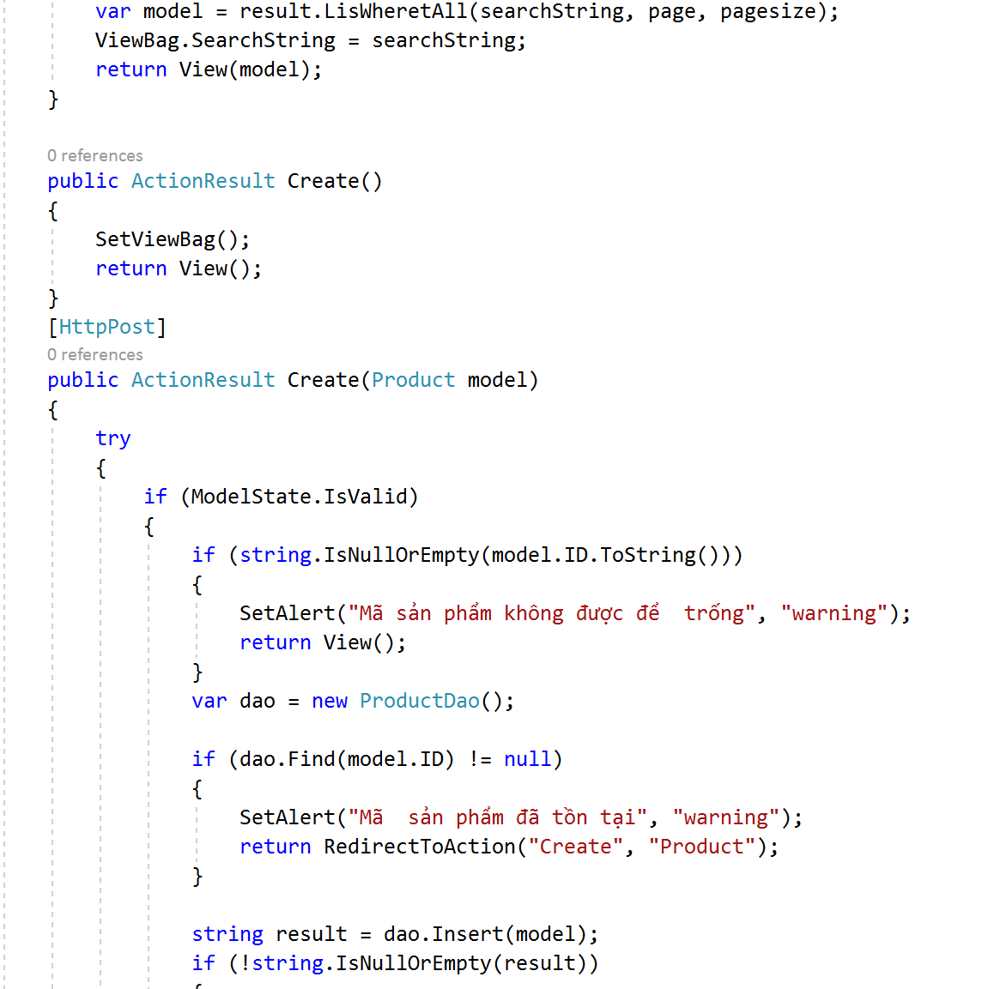 var model = result.LisWheretAll(searchString, page, pagesize);
ViewBag.SearchString = searchString;
return View(model);
}
0 references
public ActionResult Create()
{
SetViewBag();
return View();
}
[HttpPost]
0 references
public ActionResult Create(Product model)
{
try
{
if (ModelState.IsValid)
{
if (string.IsNullOrEmpty(model.ID.ToString()))
{
SetAlert("Mã sản phẩm không được để  trống", "warning");
return View();
}
var dao = new ProductDao();
if (dao.Find(model.ID) != null)
{
SetAlert("Mã  sản phẩm đã tồn tại", "warning");
return RedirectToAction("Create", "Product");
}
string result = dao.Insert(model);
if (!string.IsNullOrEmpty(result))
{